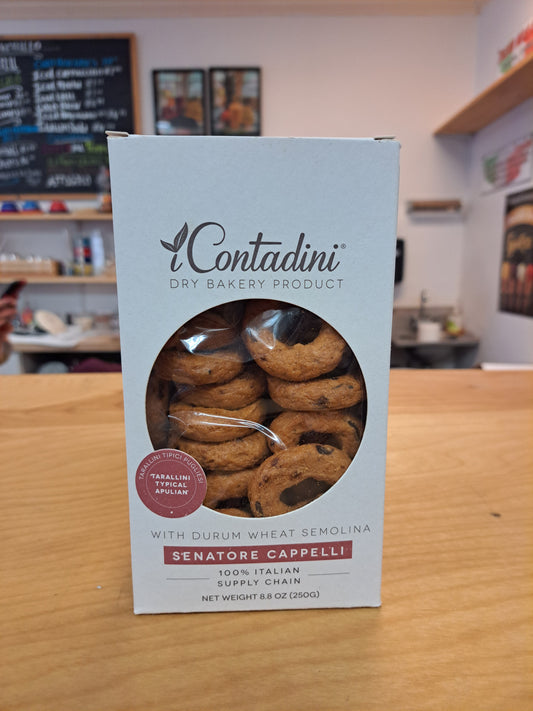 i Contadini®
DRY BAKERY PRODUCT
TARALLINI TIPICI PUGLIESI
"TARALLINI
TYPICAL
APULIAN"
WITH DURUM WHEAT SEMOLINA
SENATORE CAPPELLI
100% ITALIAN
SUPPLY CHAIN
NET WEIGHT 8.8 OZ (250G)